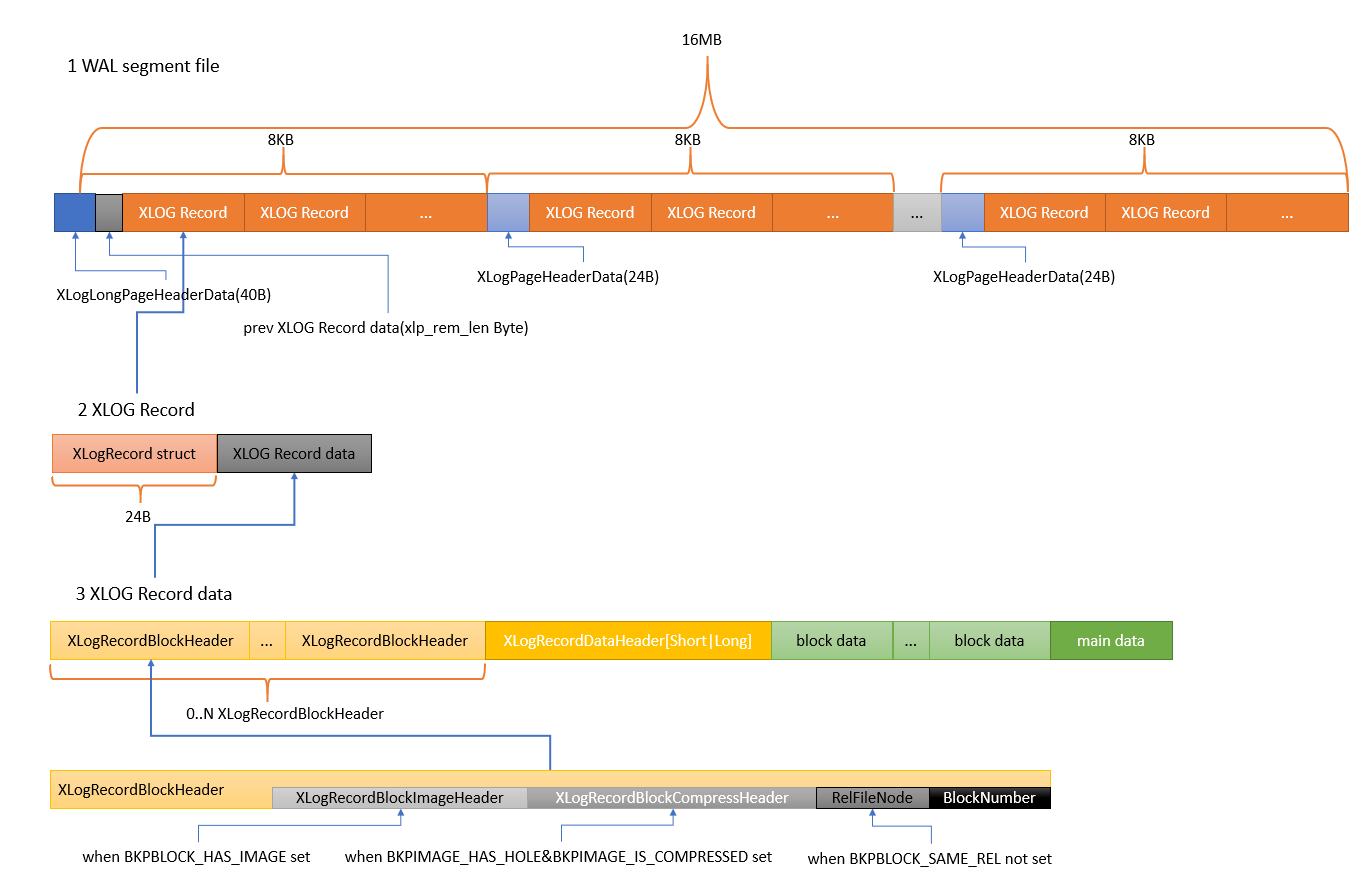 16MB
1 WAL segment file
8KB
8KB
8KB
XLOG Record
XLOG Record
...
XLOG Record
XLOG Record
...
...
XLOG Record
XLOG Record
...
XLogPageHeaderData(24B)
XLogPageHeaderData(24B)
XLogLongPageHeaderData(40B)
prev XLOG Record data(xlp_rem_len Byte)
2 XLOG Record
XLogRecord struct
XLOG Record data
24B
3 XLOG Record data
XLogRecordBlockHeader
...
XLogRecordBlockHeader
XLogRecordDataHeader[Short|Long]
block data
...
block data
main data
0..N XLogRecordBlockHeader
XLogRecordBlockHeader
XLogRecordBlockImageHeader
XLogRecordBlockCompressHeader
RelFileNode
BlockNumber
when BKPBLOCK_HAS_IMAGE set
when BKPIMAGE_HAS_HOLE&BKPIMAGE_IS_COMPRESSED set
when BKPBLOCK_SAME_REL not set